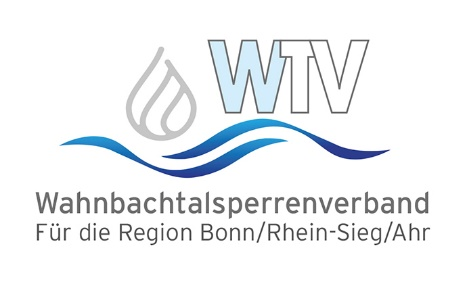 WTV
Wahnbachtalsperrenverband
Für die Region Bonn/Rhein-Sieg/Ahr